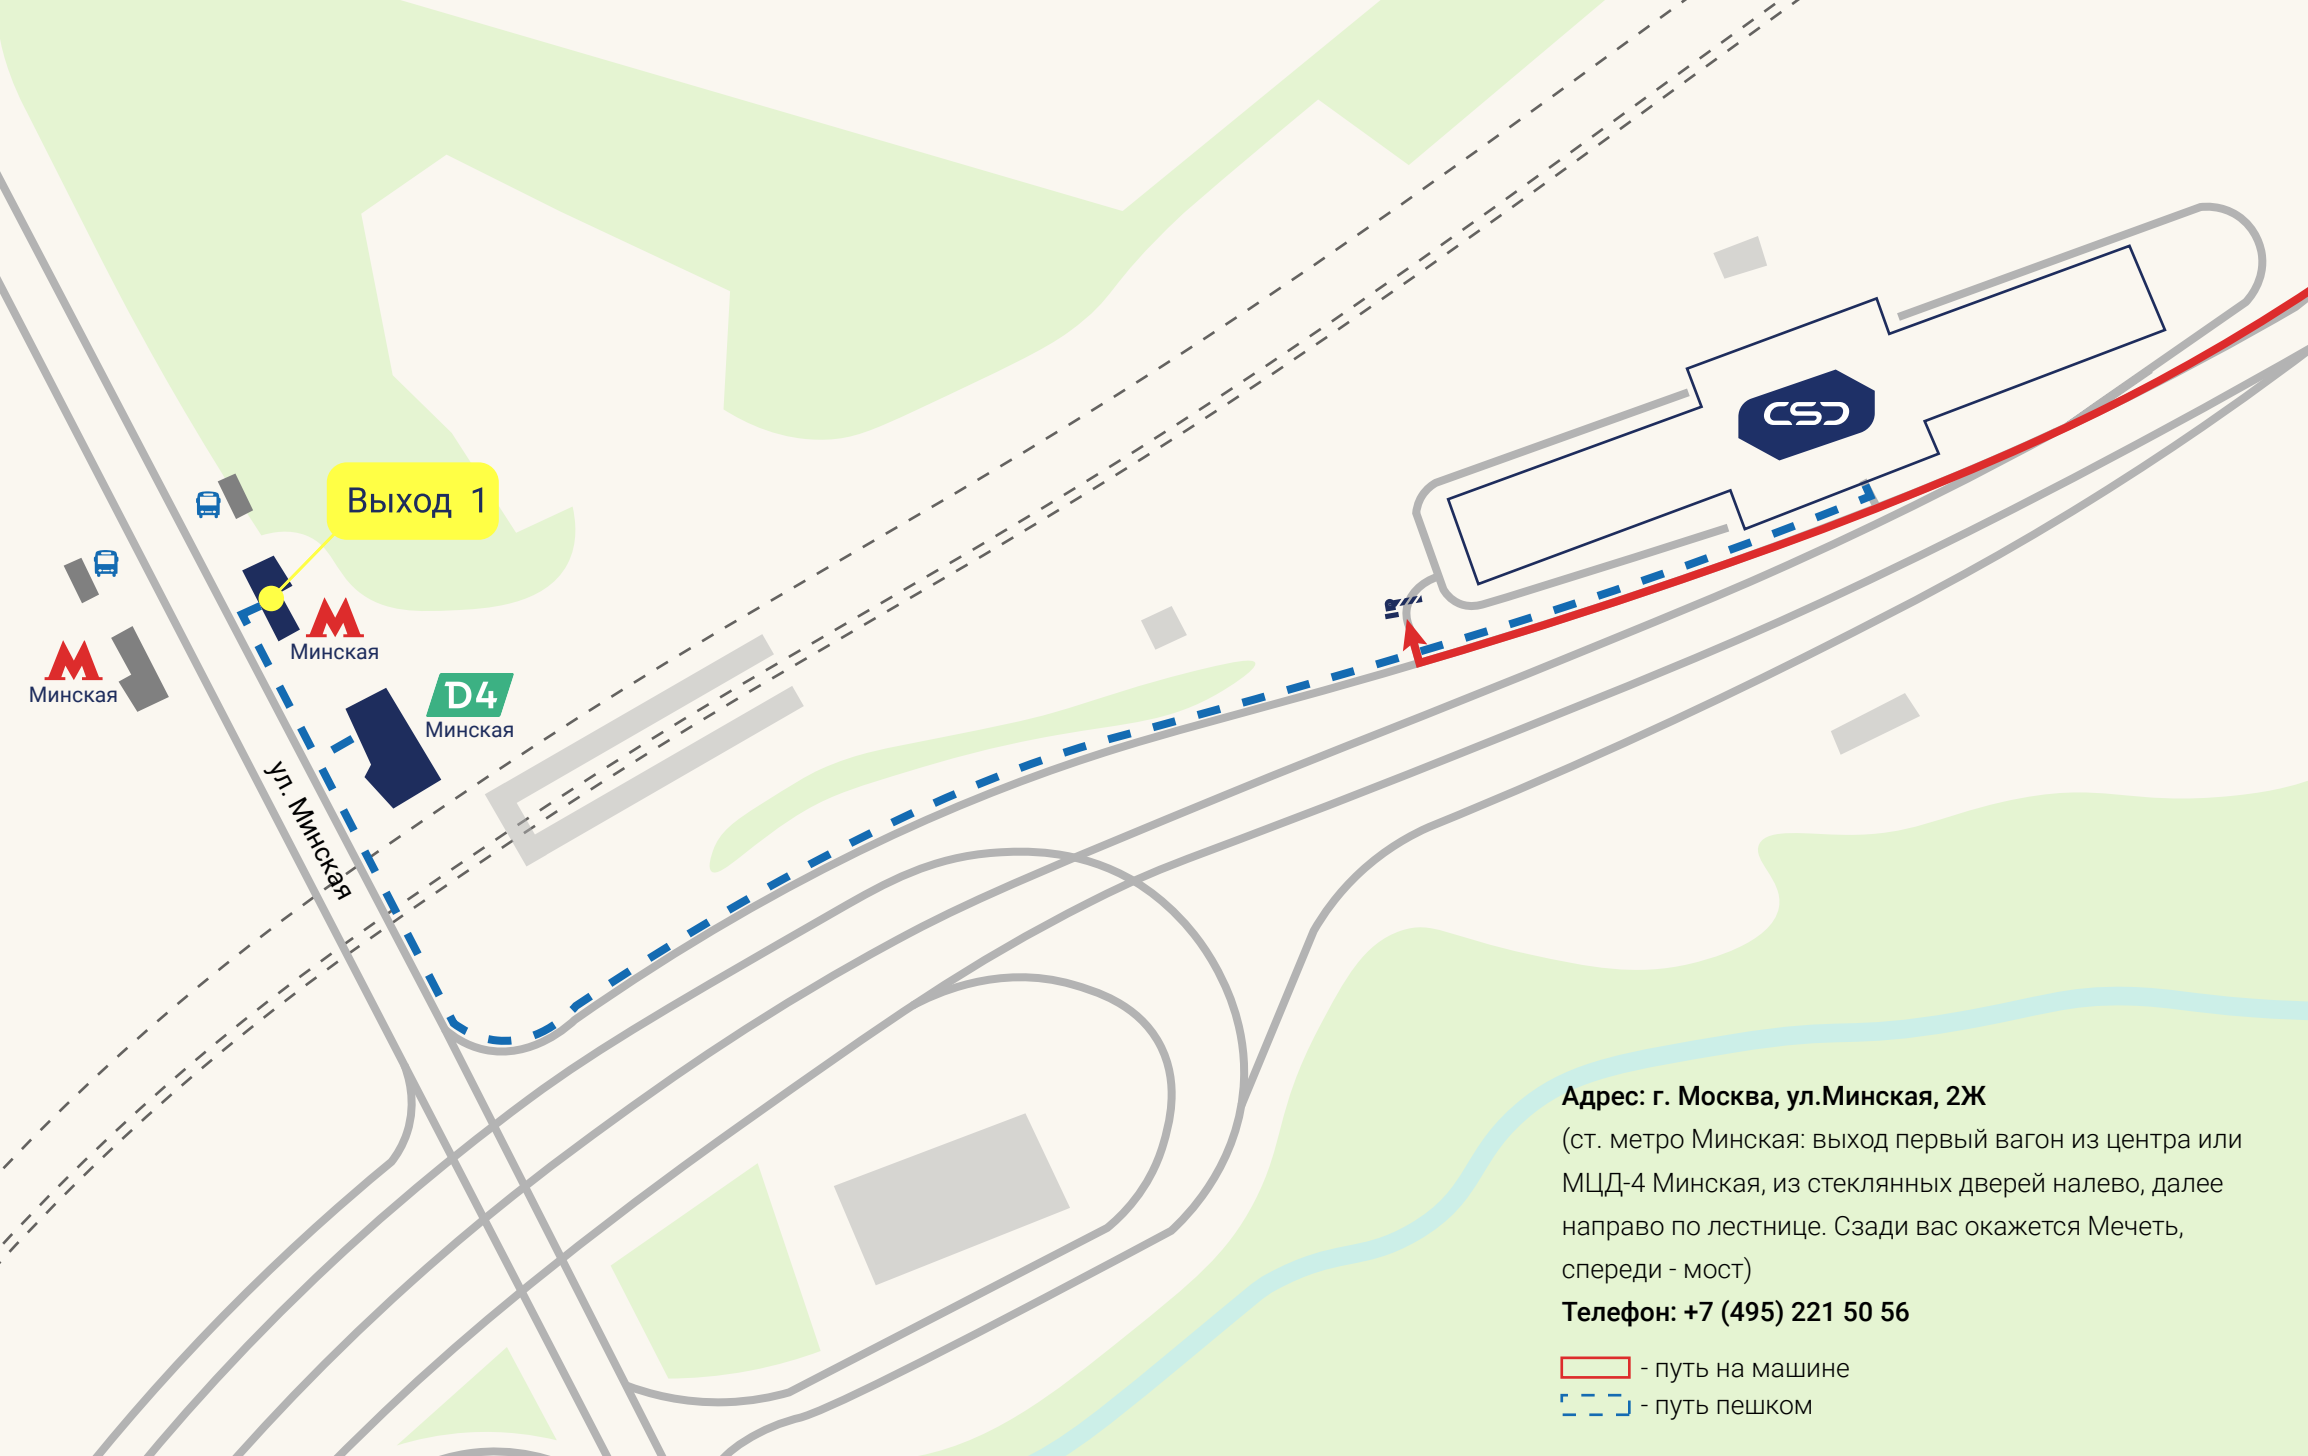 Выход 1
Минская
Минская
D4
Минская
ул. Минская
CSD
Адрес: г. Москва, ул.Минская, 2Ж
(ст. метро Минская: выход первый вагон из центра или
МЦД-4 Минская, из стеклянных дверей налево, далее
направо по лестнице. Сзади вас окажется Мечеть,
спереди - мост)
Телефон: +7 (495) 221 50 56
- путь на машине
- путь пешком